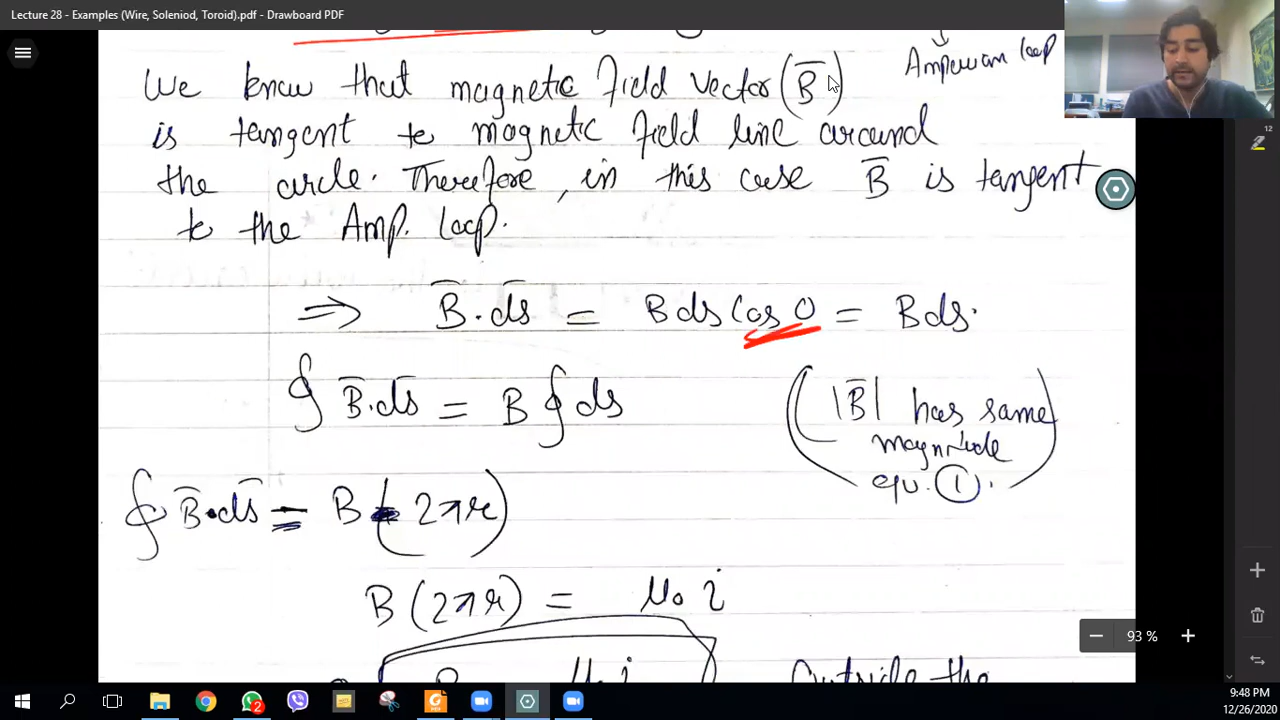 Lecture 28 - Examples (Wire, Soleniod, Toroid).pdf - Drawboard PDF
Amperian loop
We know that magnetic field vector (B̅)
is tangent to magnetic field line around
the circle. Therefore, in this case B̅ is tangent
to the Amp. loop.
⇒ B̅ . ds̅ = B ds Cos 0 = B ds.
∮ B̅.ds̅ = B ∮ ds
( |B̅| has same
magnitude
equ. ①. )
∮ B̅.ds̅ = B (2πr)
B (2πr) = μ₀ i
B μ₀ i
Outside the
93 %
12
2
9:48 PM
12/26/2020